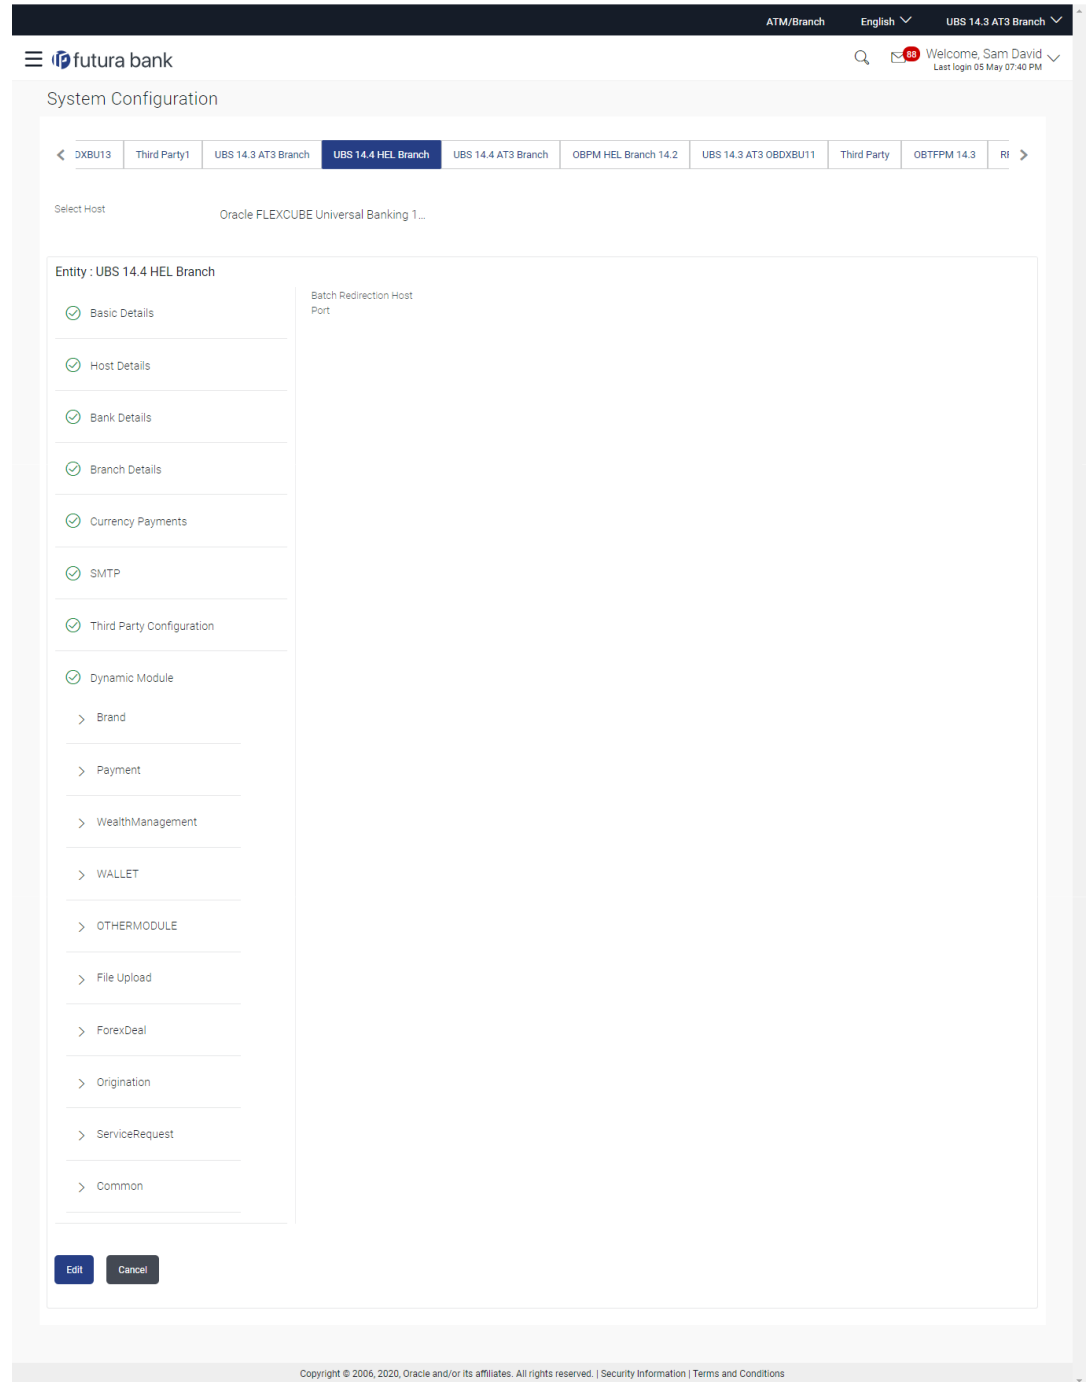 ATM/Branch English UBS 14.3 AT3 Branch
futura bank 88 Welcome, Sam David
Last login 05 May 07:40 PM
System Configuration
DXBU13 Third Party1 UBS 14.3 AT3 Branch UBS 14.4 HEL Branch UBS 14.4 AT3 Branch OBPM HEL Branch 14.2 UBS 14.3 AT3 OBDXBU11 Third Party OBTFPM 14.3
Select Host Oracle FLEXCUBE Universal Banking 1...
Entity : UBS 14.4 HEL Branch
Batch Redirection Host
Port
Basic Details
Host Details
Bank Details
Branch Details
Currency Payments
SMTP
Third Party Configuration
Dynamic Module
Brand
Payment
WealthManagement
WALLET
OTHERMODULE
File Upload
ForexDeal
Origination
ServiceRequest
Common
Edit Cancel
Copyright © 2006, 2020, Oracle and/or its affiliates. All rights reserved. | Security Information | Terms and Conditions